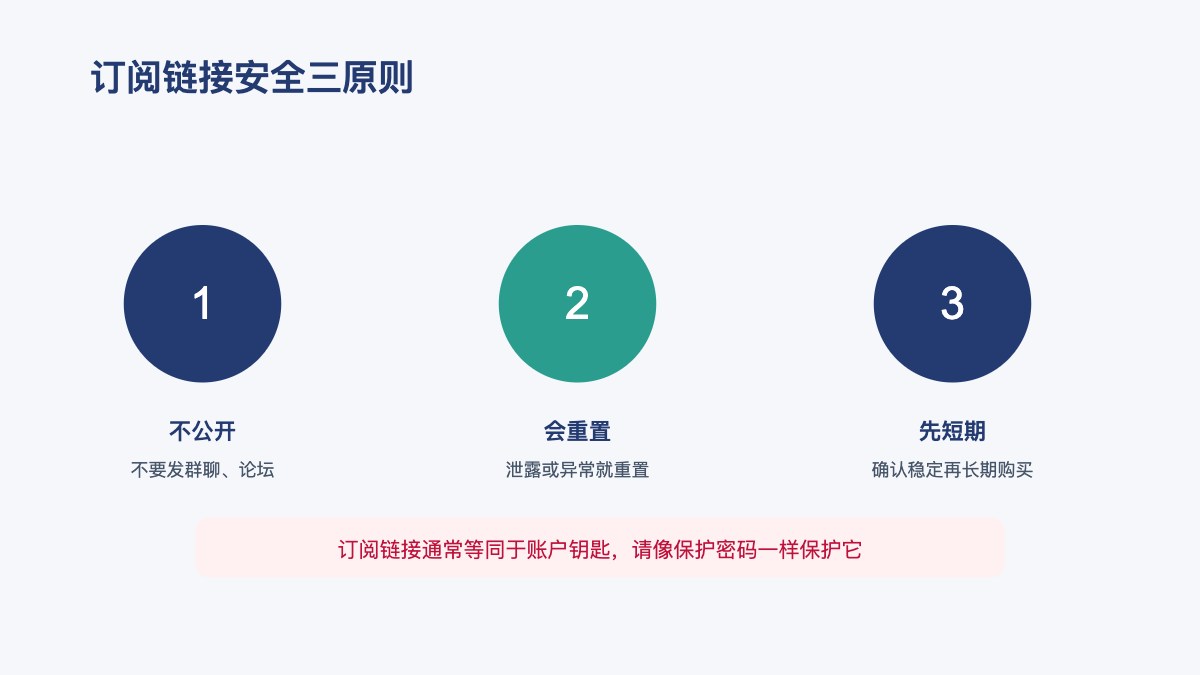 订阅链接安全三原则
1
2
3
不公开
会重置
先短期
不要发群聊、论坛
泄露或异常就重置
确认稳定再长期购买
订阅链接通常等同于账户钥匙，请像保护密码一样保护它